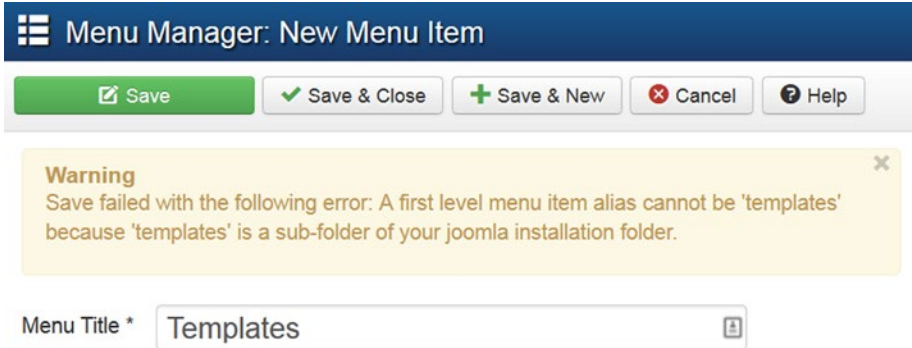 Menu Manager: New Menu Item
Save
Save & Close
Save & New
Cancel
Help
Warning
Save failed with the following error: A first level menu item alias cannot be 'templates'
because 'templates' is a sub-folder of your joomla installation folder.
Menu Title *
Templates